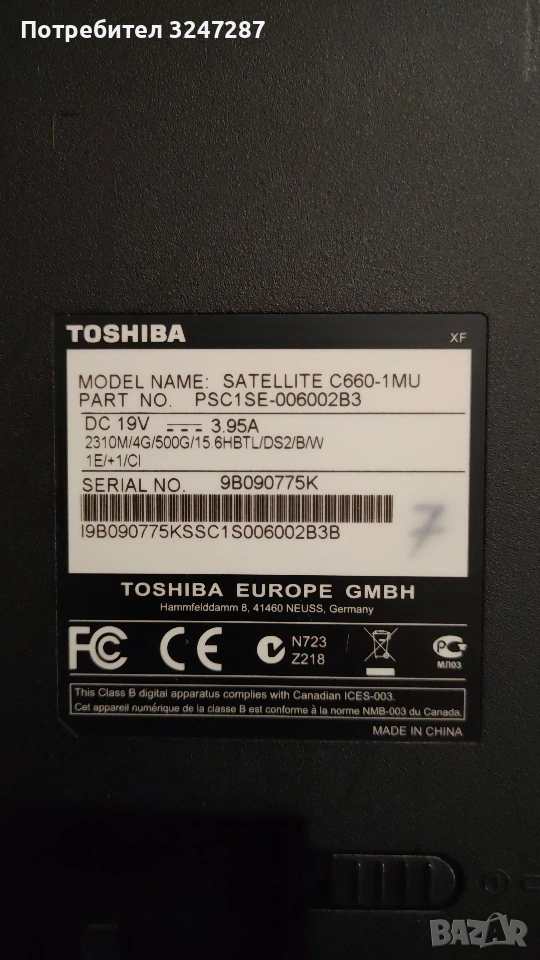 Потребител 3247287
TOSHIBA
XF
MODEL NAME: SATELLITE C660-1MU
PART NO. PSC1SE-006002B3
DC 19V 3.95A
2310M/4G/500G/15.6HBTL/DS2/B/W
1E/+1/CI
SERIAL NO. 9B090775K
I9B090775KSSC1S006002B3B
7
TOSHIBA EUROPE GMBH
Hammfelddamm 8, 41460 NEUSS, Germany
FC CE N723
Z218
МЛ03
This Class B digital apparatus complies with Canadian ICES-003.
Cet appareil numérique de la classe B est conforme à la norme NMB-003 du Canada.
MADE IN CHINA
BAZAR